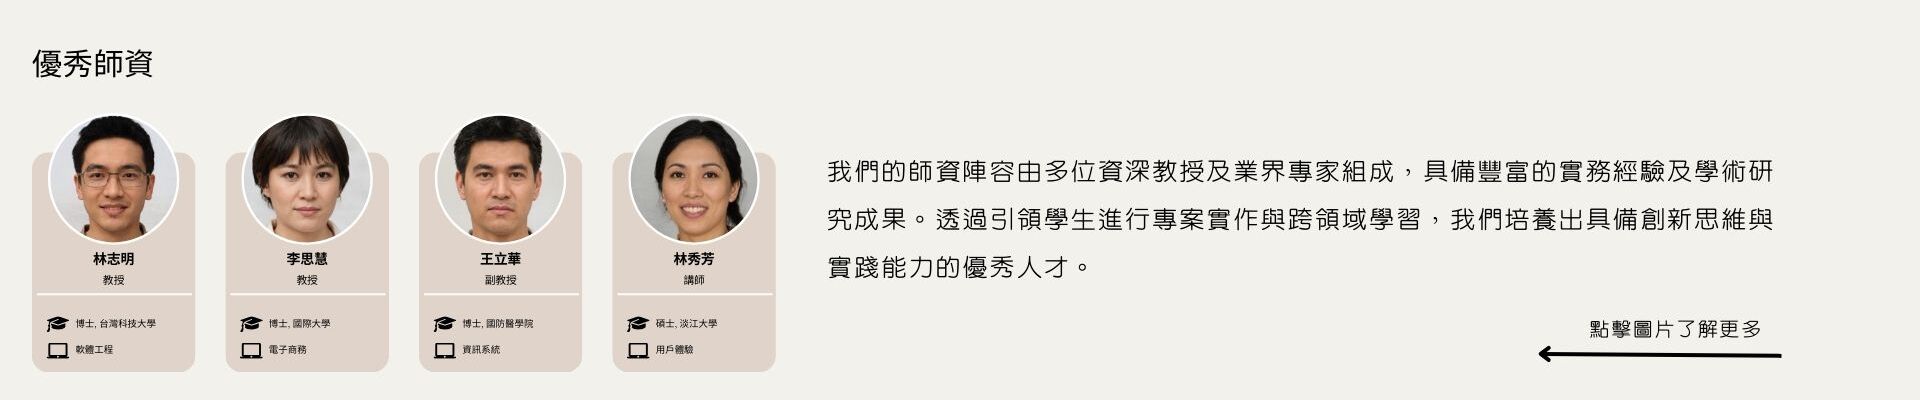 優秀師資
林志明
教授
博士, 台灣科技大學
軟體工程
李思慧
教授
博士, 國際大學
電子商務
王立華
副教授
博士, 國防醫學院
資訊系統
林秀芳
講師
碩士, 淡江大學
用戶體驗
我們的師資陣容由多位資深教授及業界專家組成，具備豐富的實務經驗及學術研
究成果。透過引領學生進行專案實作與跨領域學習，我們培養出具備創新思維與
實踐能力的優秀人才。
點擊圖片了解更多